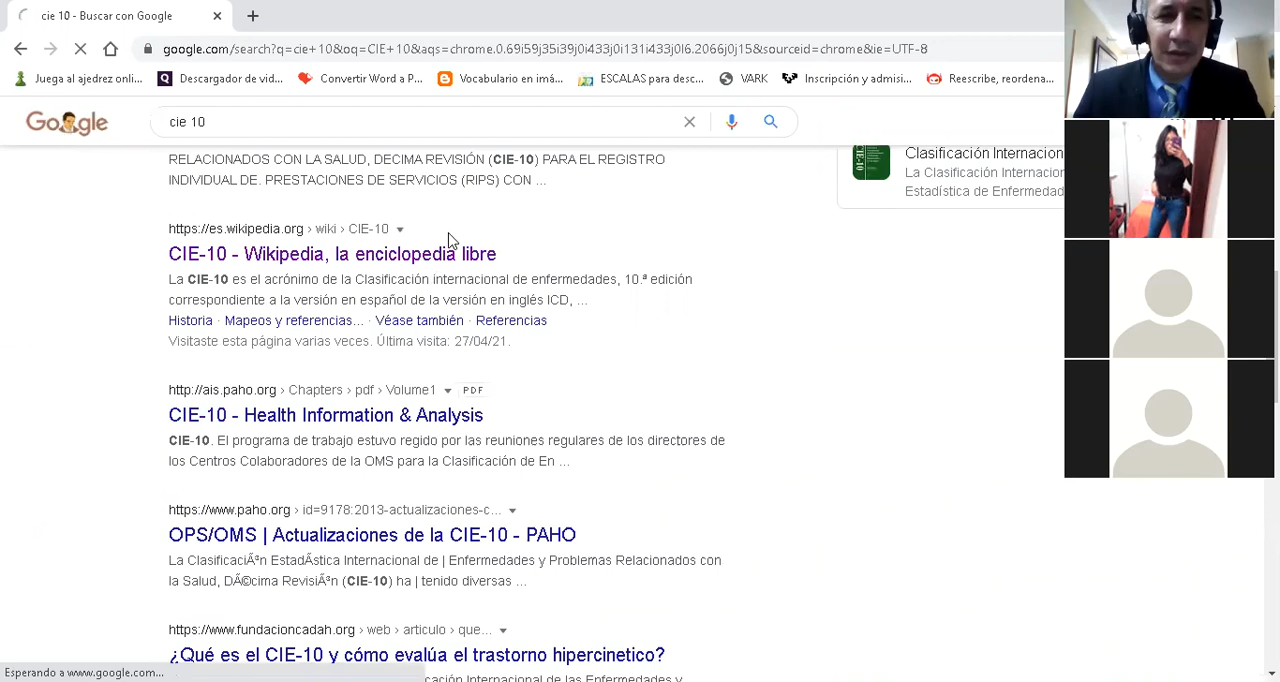 cie 10 - Buscar con Google
google.com/search?q=cie+10&oq=CIE+10&aqs=chrome.0.69i59j35i39j0i433j0i131i433j0l6.2066j0j15&sourceid=chrome&ie=UTF-8
Juega al ajedrez onli... Descargador de vid... Convertir Word a P... Vocabulario en imá... ESCALAS para desc... VARK Inscripción y admisi... Reescribe, reordena...
Google
cie 10
RELACIONADOS CON LA SALUD, DECIMA REVISIÓN (CIE-10) PARA EL REGISTRO
INDIVIDUAL DE. PRESTACIONES DE SERVICIOS (RIPS) CON ...
https://es.wikipedia.org › wiki › CIE-10
CIE-10 - Wikipedia, la enciclopedia libre
La CIE-10 es el acrónimo de la Clasificación internacional de enfermedades, 10.ª edición
correspondiente a la versión en español de la versión en inglés ICD, ...
Historia · Mapeos y referencias... · Véase también · Referencias
Visitaste esta página varias veces. Última visita: 27/04/21.
http://ais.paho.org › Chapters › pdf › Volume1 PDF
CIE-10 - Health Information & Analysis
CIE-10. El programa de trabajo estuvo regido por las reuniones regulares de los directores de
los Centros Colaboradores de la OMS para la Clasificación de En ...
https://www.paho.org › id=9178:2013-actualizaciones-c...
OPS/OMS | Actualizaciones de la CIE-10 - PAHO
La ClasificaciÃ³n EstadÃstica Internacional de | Enfermedades y Problemas Relacionados con
la Salud, DÃ©cima RevisiÃ³n (CIE-10) ha | tenido diversas ...
https://www.fundacioncadah.org › web › articulo › que...
¿Qué es el CIE-10 y cómo evalúa el trastorno hipercinetico?
cación Internacional de las Enfermedades y
Esperando a www.google.com...
CIE-10
Clasificación Internacion
La Clasificación Internacion
Estadística de Enfermedad